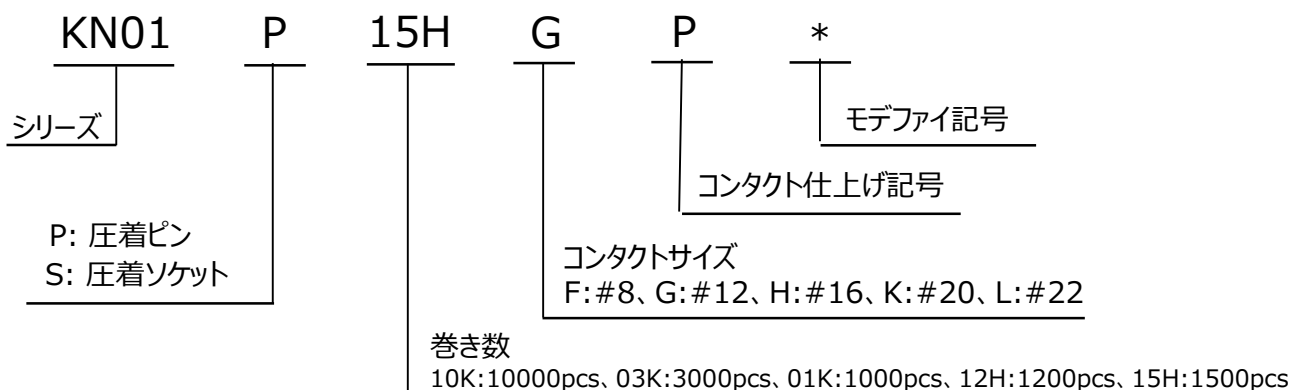 KN01 P 15H G P *
シリーズ
モデファイ記号
コンタクト仕上げ記号
P: 圧着ピン
S: 圧着ソケット
コンタクトサイズ
F:#8、G:#12、H:#16、K:#20、L:#22
巻き数
10K:10000pcs、03K:3000pcs、01K:1000pcs、12H:1200pcs、15H:1500pcs